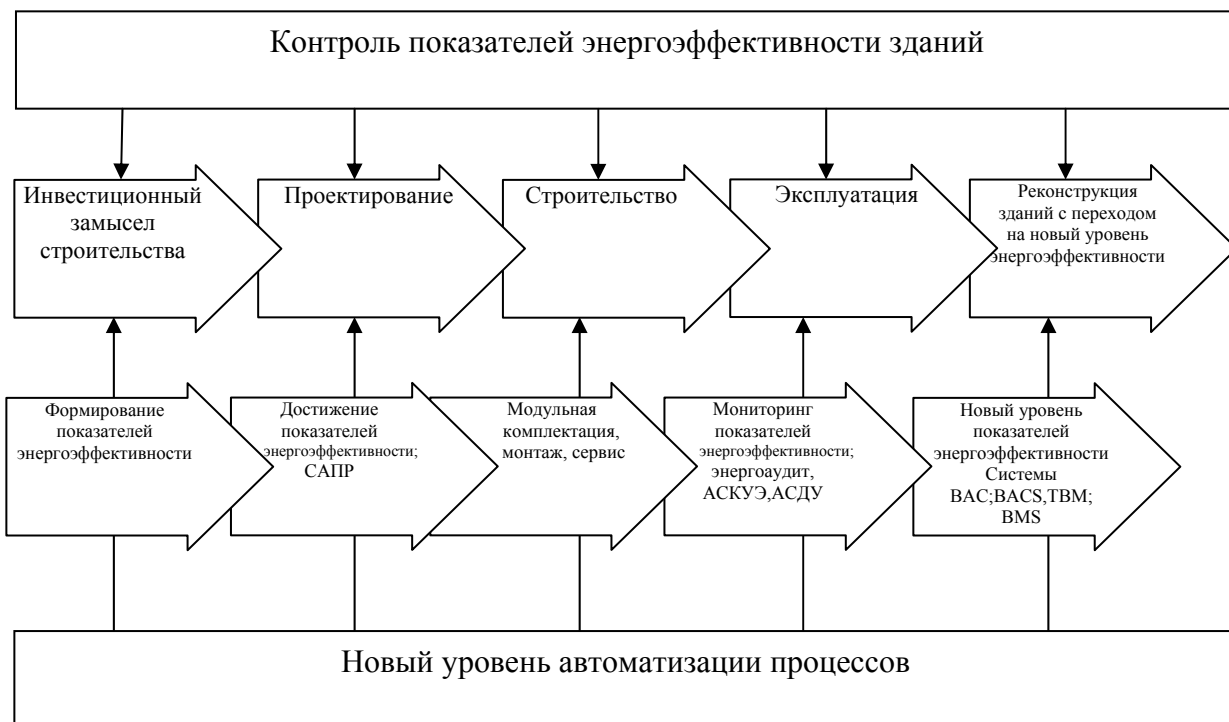 Контроль показателей энергоэффективности зданий
Инвестиционный
замысел
строительства
Проектирование
Строительство
Эксплуатация
Реконструкция
зданий с переходом
на новый уровень
энергоэффективности
Формирование
показателей
энергоэффективности
Достижение
показателей
энергоэффективности;
САПР
Модульная
комплектация,
монтаж, сервис
Мониторинг
показателей
энергоэффективности;
энергоаудит,
АСКУЭ,АСДУ
Новый уровень
показателей
энергоэффективности
Системы
BAC;BACS,TBM;
BMS
Новый уровень автоматизации процессов